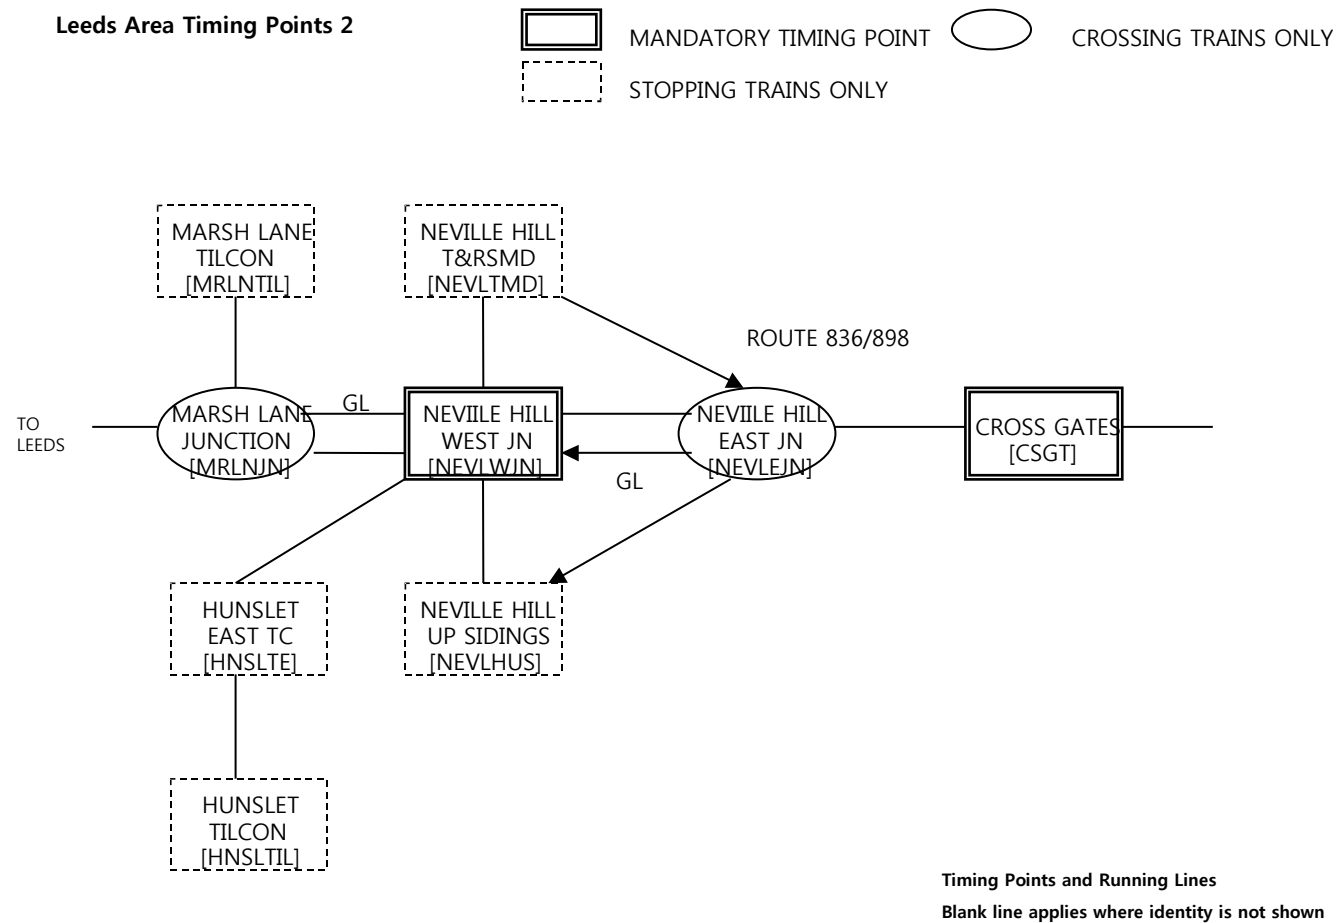 Leeds Area Timing Points 2
MANDATORY TIMING POINT
CROSSING TRAINS ONLY
STOPPING TRAINS ONLY
MARSH LANE
TILCON
[MRLNTIL]
NEVILLE HILL
T&RSMD
[NEVLTMD]
ROUTE 836/898
TO
LEEDS
MARSH LANE
JUNCTION
[MRLNJN]
GL
NEVIILE HILL
WEST JN
[NEVLWJN]
GL
NEVIILE HILL
EAST JN
[NEVLEJN]
CROSS GATES
[CSGT]
HUNSLET
EAST TC
[HNSLTE]
NEVILLE HILL
UP SIDINGS
[NEVLHUS]
HUNSLET
TILCON
[HNSLTIL]
Timing Points and Running Lines
Blank line applies where identity is not shown